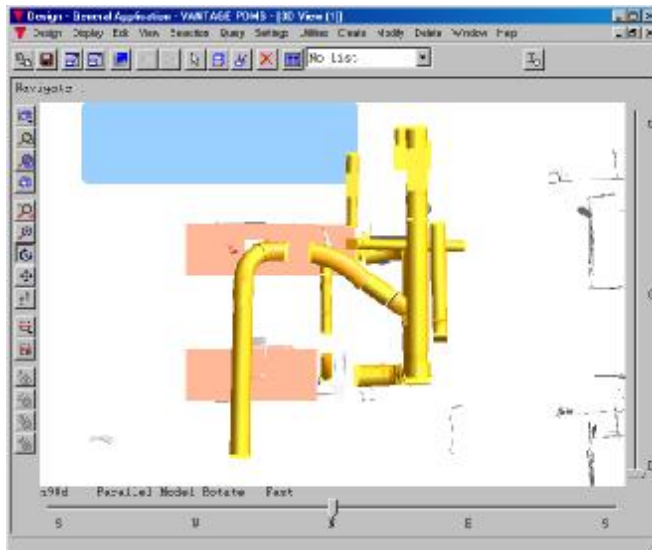 Design - General Application - VANTAGE PDMS - [3D View (1)]
Design Display Edit View Selection Query Settings Utilities Create Modify Delete Window Help
No List
Navigate :
Parallel Model Rotate Fast
S W N E S